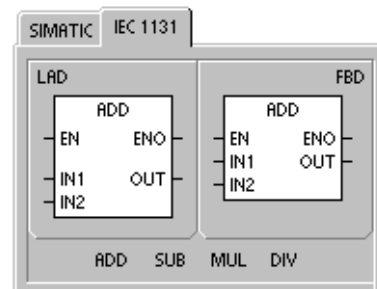 SIMATIC IEC 1131
LAD FBD
ADD ADD
EN ENO EN ENO
IN1 OUT IN1 OUT
IN2 IN2
ADD SUB MUL DIV